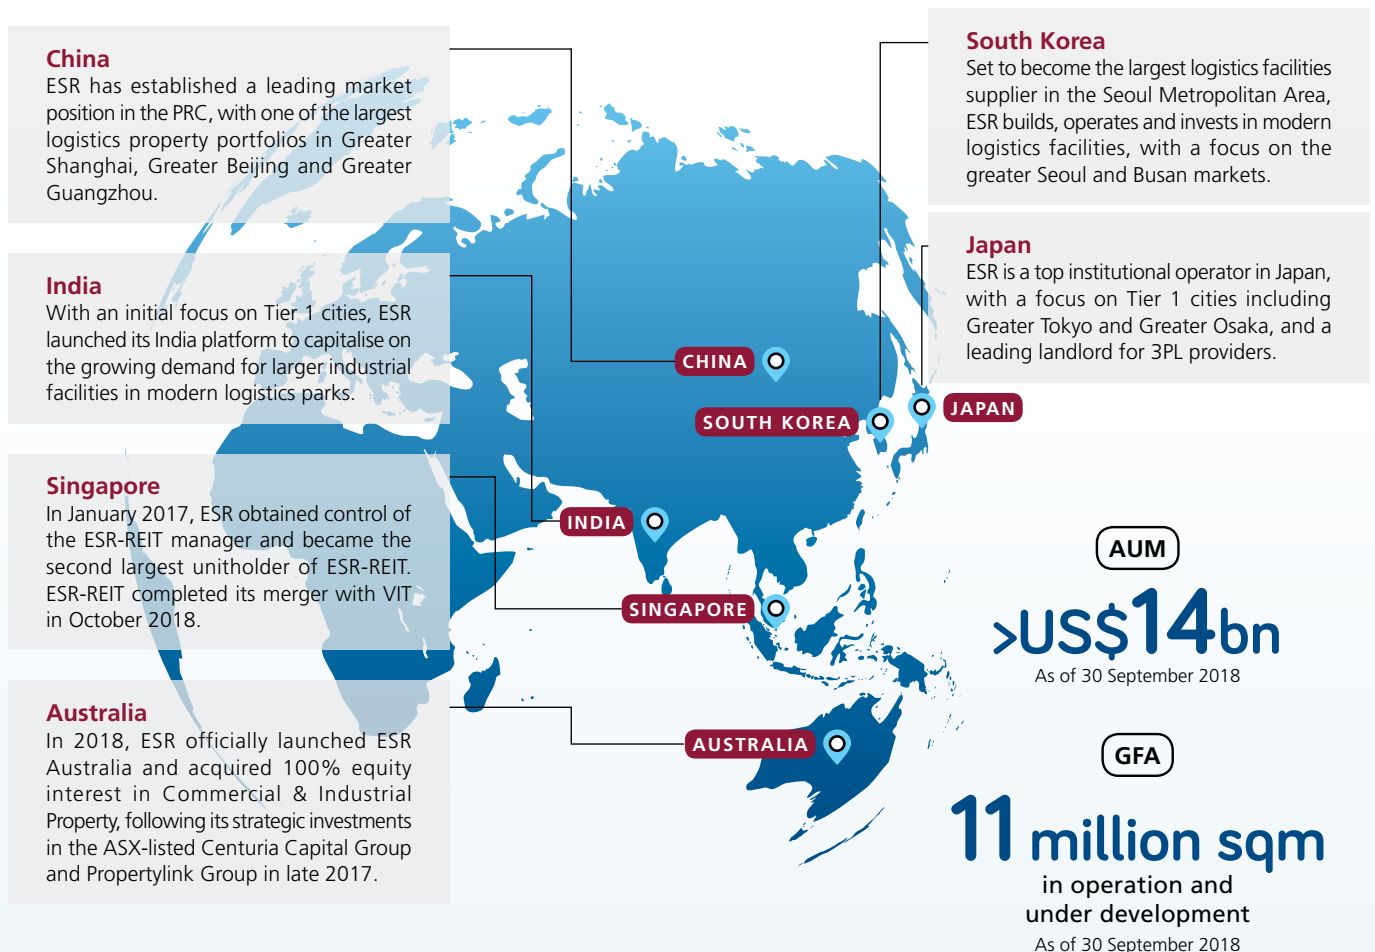 China
ESR has established a leading market
position in the PRC, with one of the largest
logistics property portfolios in Greater
Shanghai, Greater Beijing and Greater
Guangzhou.
India
With an initial focus on Tier 1 cities, ESR
launched its India platform to capitalise on
the growing demand for larger industrial
facilities in modern logistics parks.
Singapore
In January 2017, ESR obtained control of
the ESR-REIT manager and became the
second largest unitholder of ESR-REIT.
ESR-REIT completed its merger with VIT
in October 2018.
Australia
In 2018, ESR officially launched ESR
Australia and acquired 100% equity
interest in Commercial & Industrial
Property, following its strategic investments
in the ASX-listed Centuria Capital Group
and Propertylink Group in late 2017.
South Korea
Set to become the largest logistics facilities
supplier in the Seoul Metropolitan Area,
ESR builds, operates and invests in modern
logistics facilities, with a focus on the
greater Seoul and Busan markets.
Japan
ESR is a top institutional operator in Japan,
with a focus on Tier 1 cities including
Greater Tokyo and Greater Osaka, and a
leading landlord for 3PL providers.
CHINA
SOUTH KOREA
JAPAN
INDIA
SINGAPORE
AUSTRALIA
AUM
>US$14bn
As of 30 September 2018
GFA
11 million sqm
in operation and
under development
As of 30 September 2018